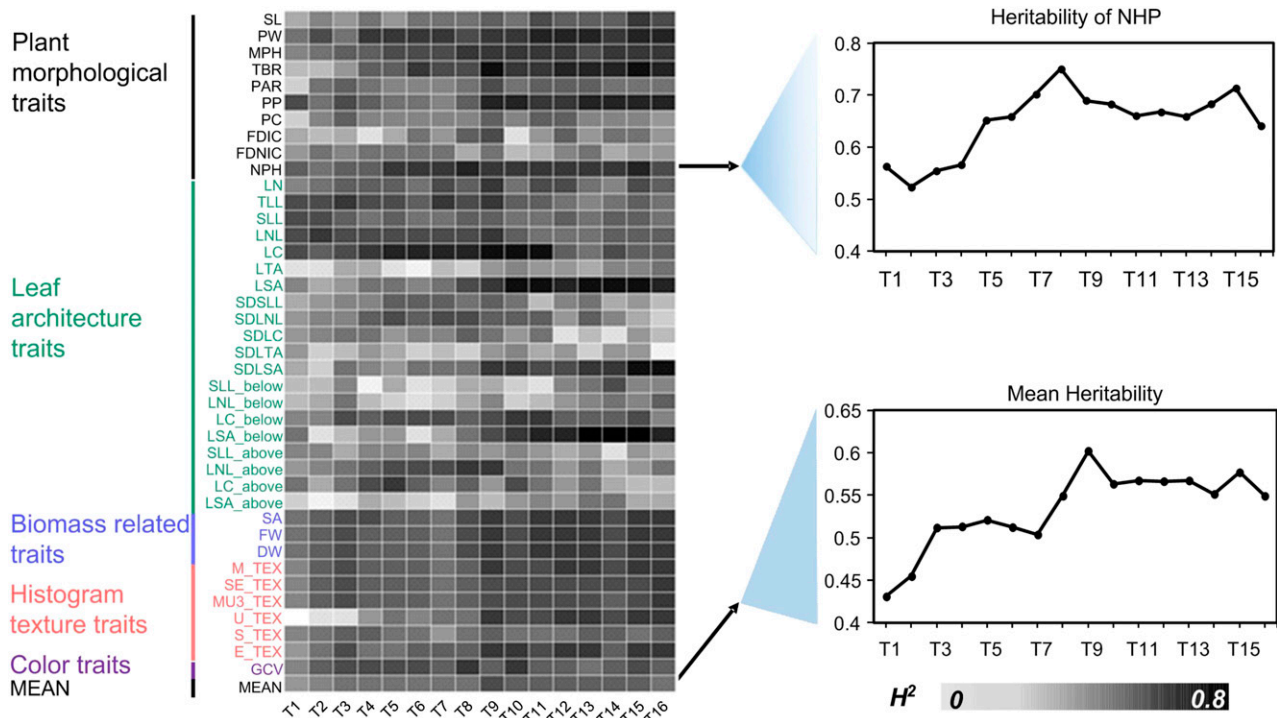 Plant
morphological
traits
Leaf
architecture
traits
Biomass related
traits
Histogram
texture traits
Color traits
MEAN
SL
PW
MPH
TBR
PAR
PP
PC
FDIC
FDNIC
NPH
LN
TLL
SLL
LNL
LC
LTA
LSA
SDSLL
SDLNL
SDLC
SDLTA
SDLSA
SLL_below
LNL_below
LC_below
LSA_below
SLL_above
LNL_above
LC_above
LSA_above
SA
FW
DW
M_TEX
SE_TEX
MU3_TEX
U_TEX
S_TEX
E_TEX
GCV
MEAN
T1 T2 T3 T4 T5 T6 T7 T8 T9 T10 T11 T12 T13 T14 T15 T16
Heritability of NHP
0.8
0.7
0.6
0.5
0.4
T1 T3 T5 T7 T9 T11 T13 T15
Mean Heritability
0.65
0.6
0.55
0.5
0.45
0.4
T1 T3 T5 T7 T9 T11 T13 T15
H² 0 0.8